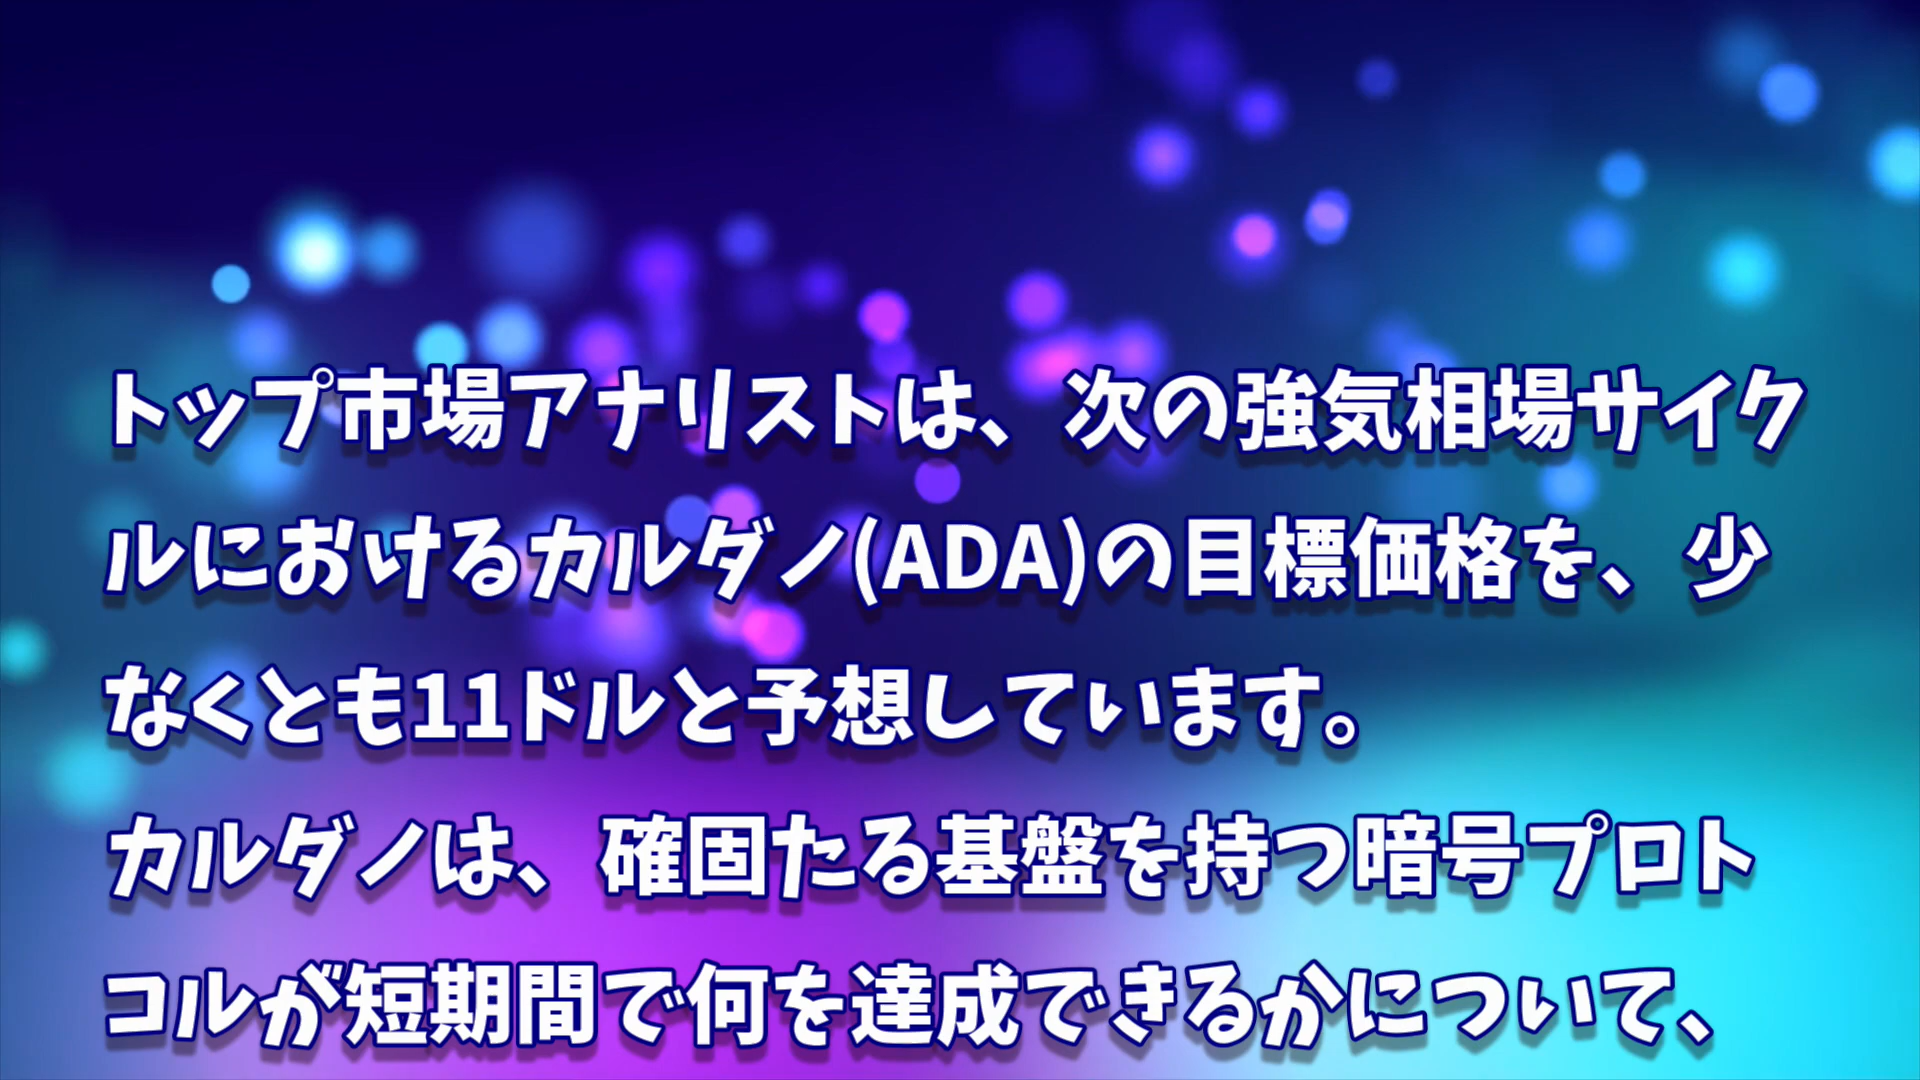 トップ市場アナリストは、次の強気相場サイク
ルにおけるカルダノ(ADA)の目標価格を、少
なくとも11ドルと予想しています。
カルダノは、確固たる基盤を持つ暗号プロト
コルが短期間で何を達成できるかについて、